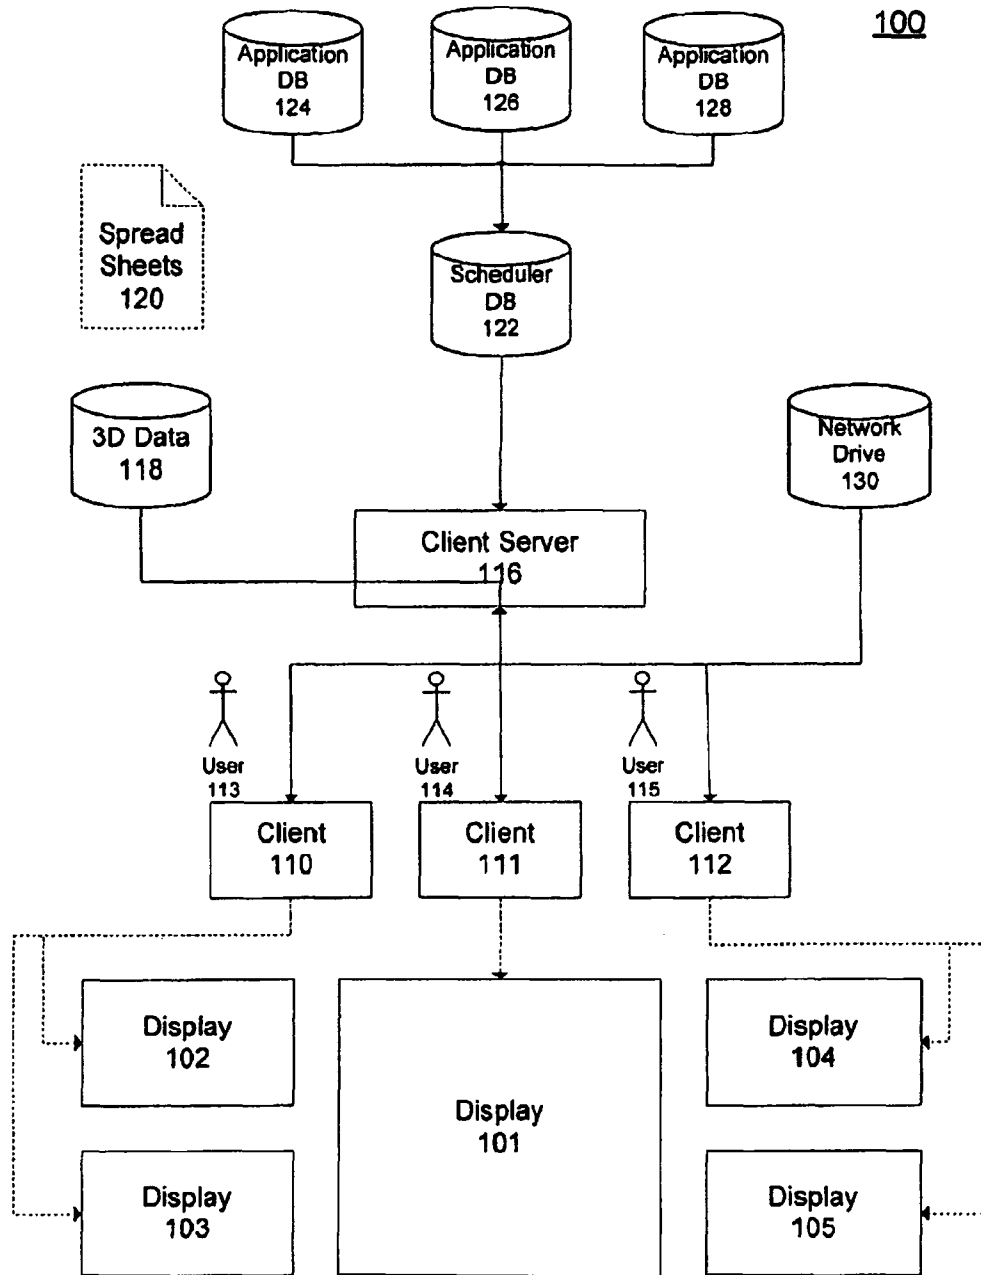 100
Application
DB
124
Application
DB
126
Application
DB
128
Spread
Sheets
120
Scheduler
DB
122
3D Data
118
Network
Drive
130
Client Server
116
User
113
User
114
User
115
Client
110
Client
111
Client
112
Display
102
Display
101
Display
104
Display
103
Display
105